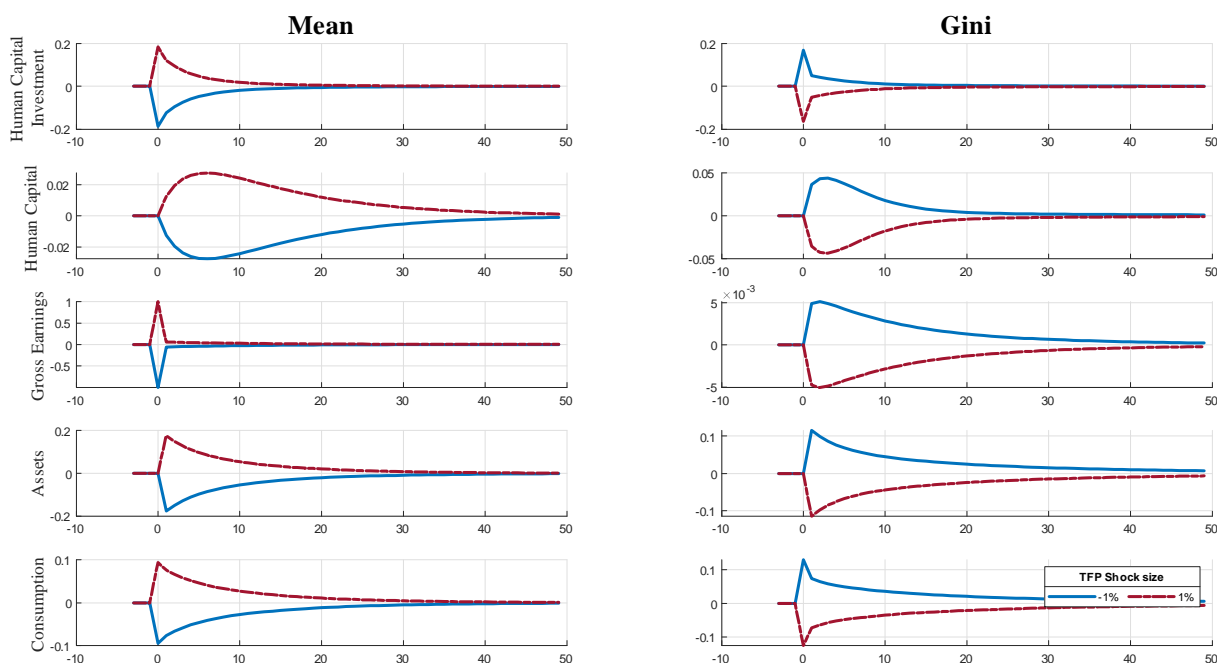 Mean
Gini
Human Capital
Investment
0.2
0
-0.2
-10 0 10 20 30 40 50
0.2
0
-0.2
-10 0 10 20 30 40 50
Human Capital
0.02
0
-0.02
-10 0 10 20 30 40 50
0.05
0
-0.05
-10 0 10 20 30 40 50
Gross Earnings
1
0.5
0
-0.5
-10 0 10 20 30 40 50
×10⁻³
5
0
-5
-10 0 10 20 30 40 50
Assets
0.2
0
-0.2
-10 0 10 20 30 40 50
0.1
0
-0.1
-10 0 10 20 30 40 50
Consumption
0.1
0
-0.1
-10 0 10 20 30 40 50
0.1
0
-0.1
-10 0 10 20 30 40 50
TFP Shock size
-1% 1%